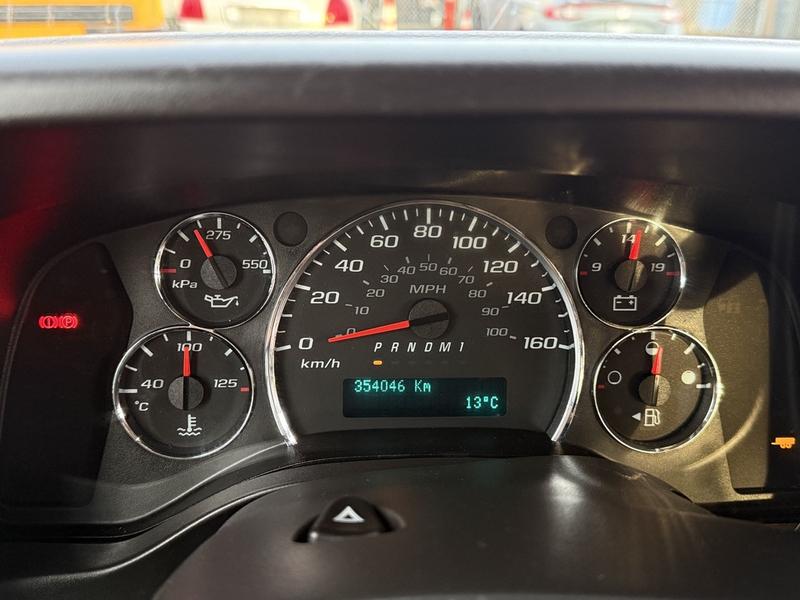 275
0 550
kPa
100
40 125
°C
0 20 40 60 80 100 120 140 160
km/h
0 10 20 30 40 50 60 70 80 90 100
MPH
P R N D M 1
354046 Km
13°C
14
9 19
(P)